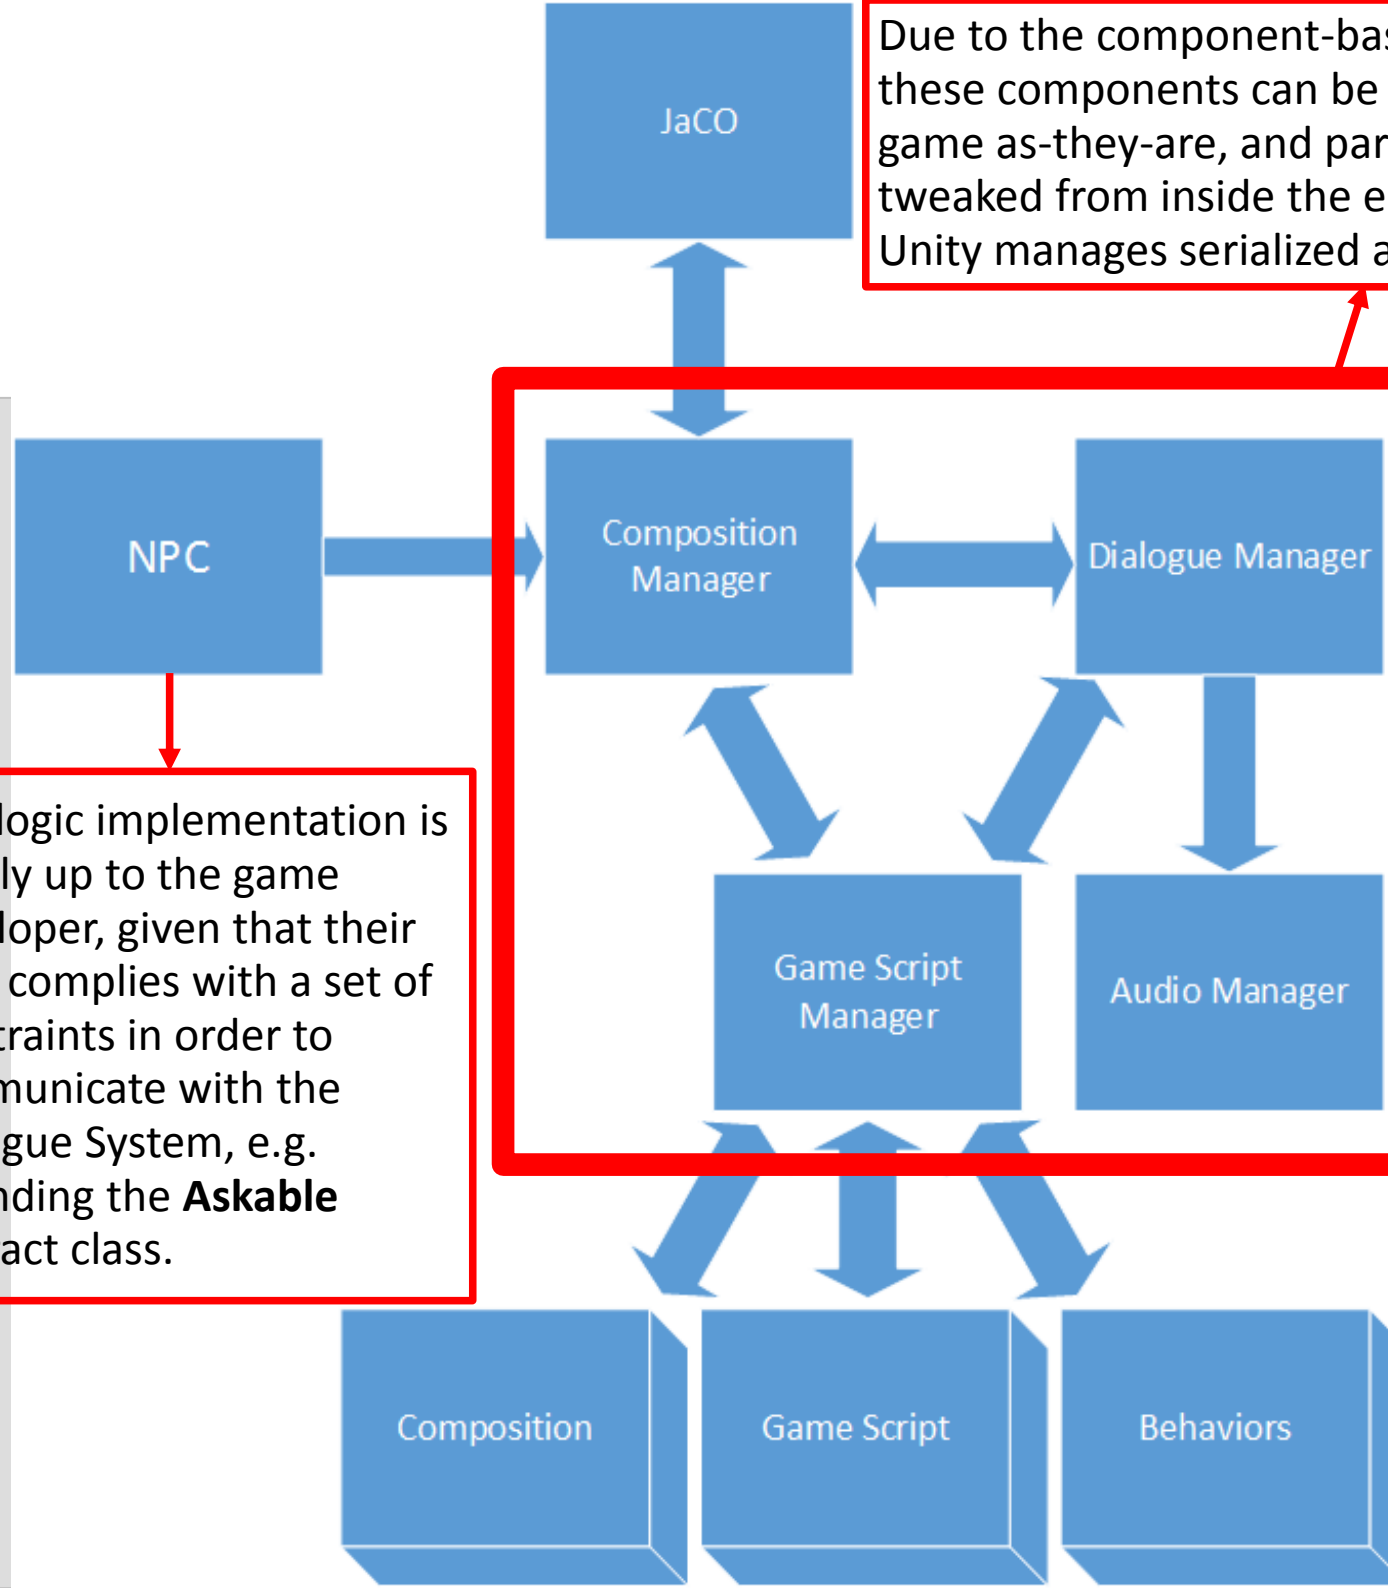 JaCO
Due to the component-bas
these components can be
game as-they-are, and par
tweaked from inside the e
Unity manages serialized a
NPC
Composition
Manager
Dialogue Manager
logic implementation is
ly up to the game
loper, given that their
complies with a set of
traints in order to
municate with the
gue System, e.g.
nding the Askable
act class.
Game Script
Manager
Audio Manager
Composition
Game Script
Behaviors